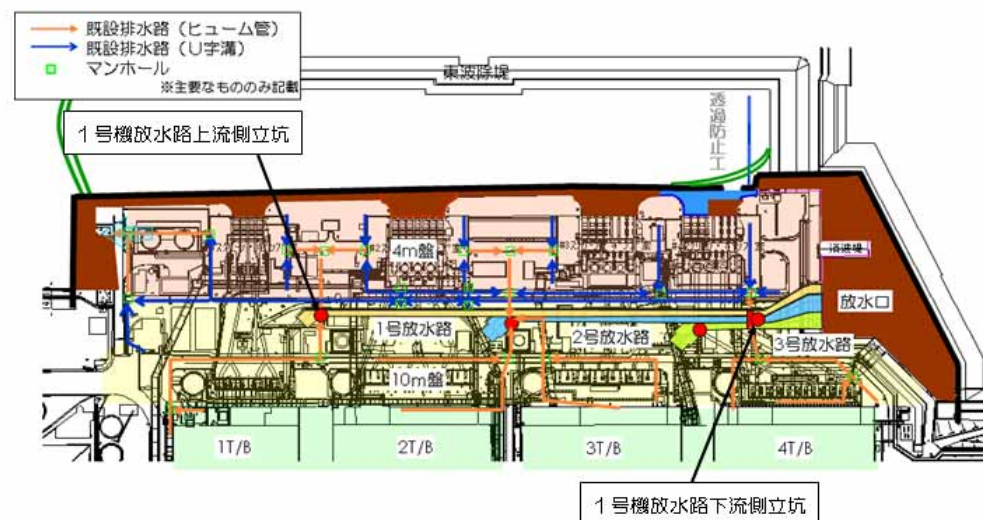 既設排水路（ヒューム管）
既設排水路（U字溝）
マンホール
※主要なもののみ記載
東波除堤
透過防止工
1号機放水路上流側立坑
4m盤
消波堤
放水口
1号放水路
2号放水路
3号放水路
10m盤
1T/B
2T/B
3T/B
4T/B
1号機放水路下流側立坑